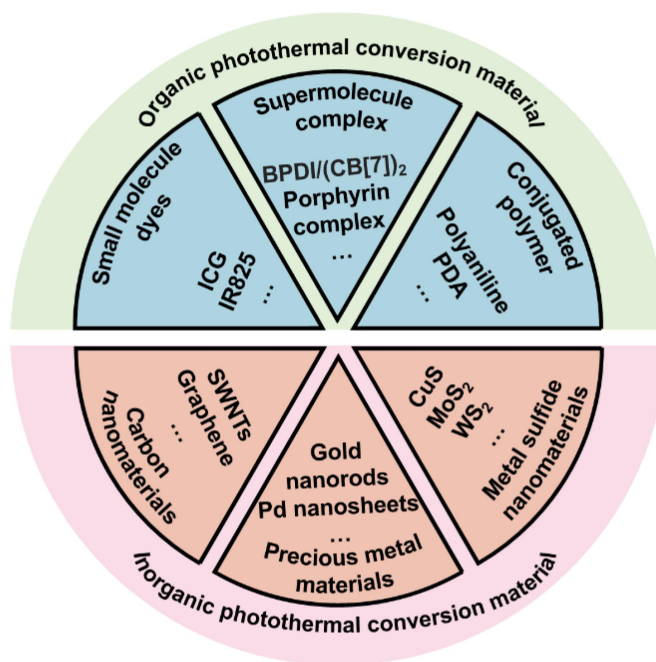 Organic photothermal conversion material
Small molecule
dyes
ICG
IR825
...
Supermolecule
complex
BPDI/(CB[7])₂
Porphyrin
complex
...
Conjugated
polymer
Polyaniline
PDA
...
SWNTs
Graphene
...
Carbon
nanomaterials
Gold
nanorods
Pd nanosheets
...
Precious metal
materials
CuS
MoS₂
WS₂
...
Metal sulfide
nanomaterials
Inorganic photothermal conversion material